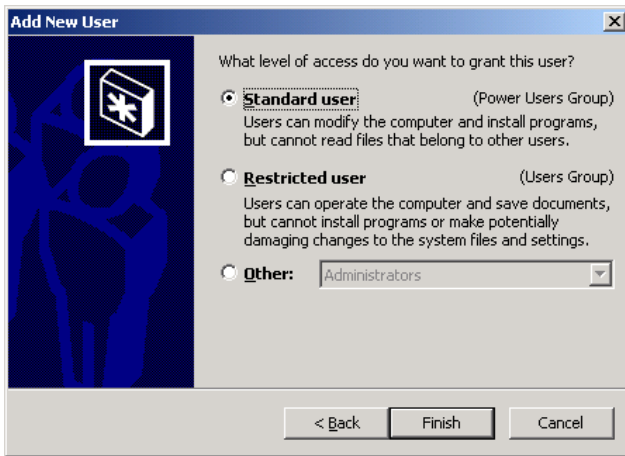 Add New User
What level of access do you want to grant this user?
Standard user (Power Users Group)
Users can modify the computer and install programs,
but cannot read files that belong to other users.
Restricted user (Users Group)
Users can operate the computer and save documents,
but cannot install programs or make potentially
damaging changes to the system files and settings.
Other: Administrators
< Back Finish Cancel